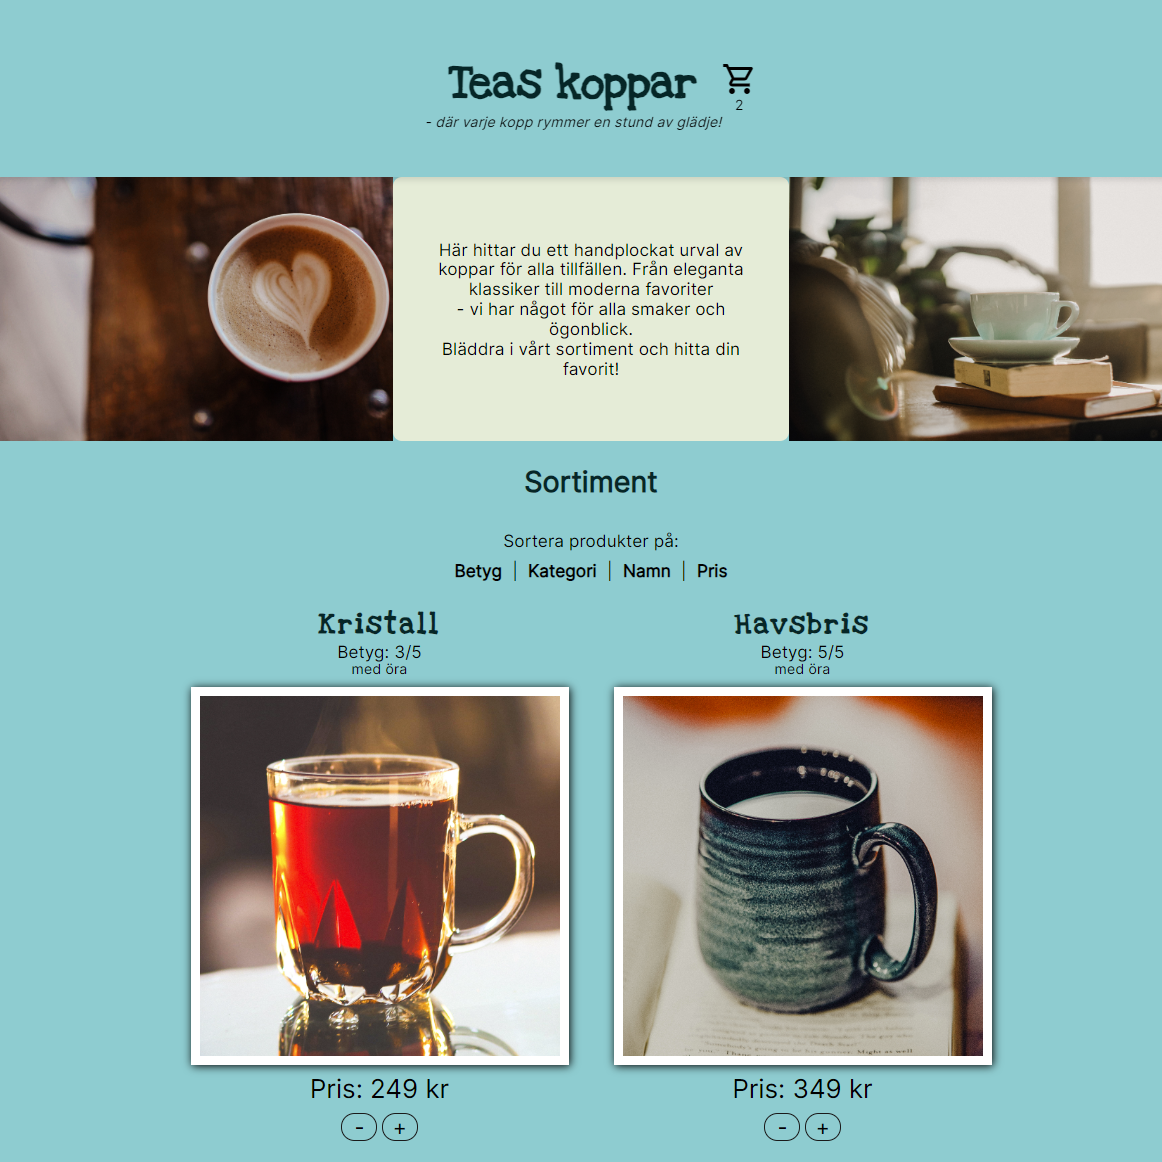 Teas koppar
2
- där varje kopp rymmer en stund av glädje!
Här hittar du ett handplockat urval av
koppar för alla tillfällen. Från eleganta
klassiker till moderna favoriter
- vi har något för alla smaker och
ögonblick.
Bläddra i vårt sortiment och hitta din
favorit!
Sortiment
Sortera produkter på:
Betyg | Kategori | Namn | Pris
Kristall
Betyg: 3/5
med öra
Pris: 249 kr
- +
Havsbris
Betyg: 5/5
med öra
Pris: 349 kr
- +